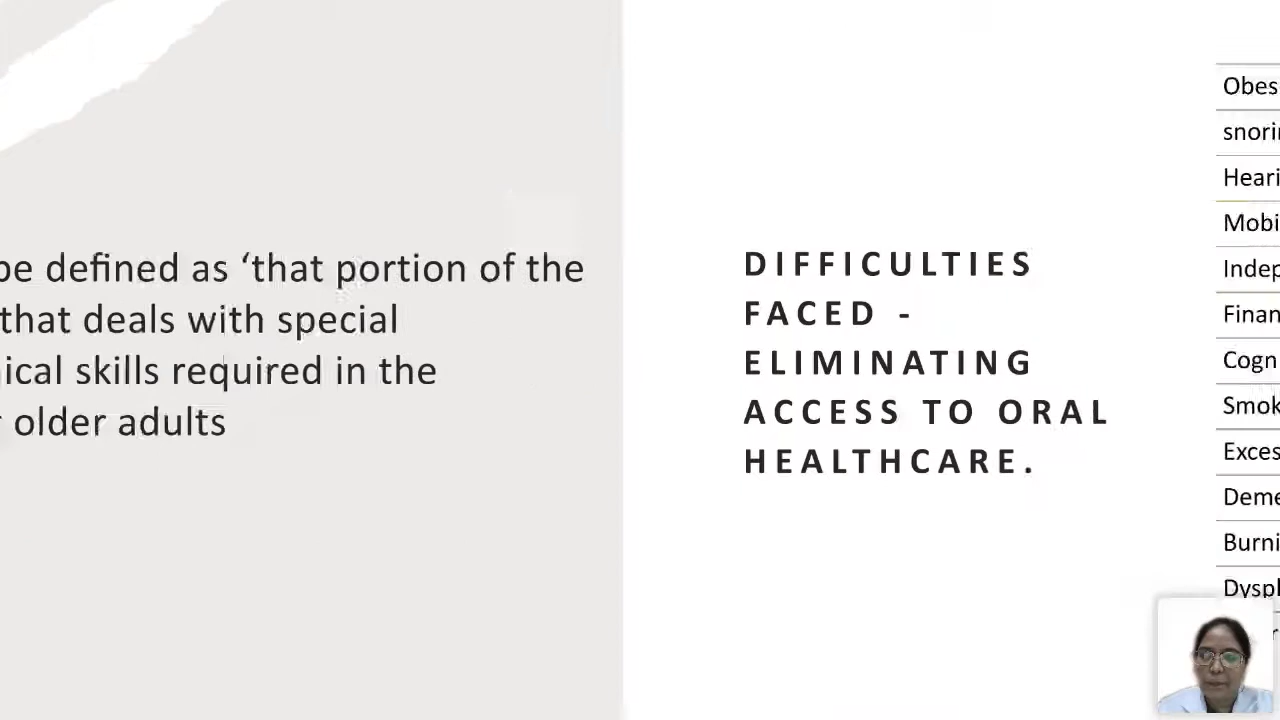 be defined as ‘that portion of the
that deals with special
ical skills required in the
older adults
DIFFICULTIES
FACED -
ELIMINATING
ACCESS TO ORAL
HEALTHCARE.
Obes
snori
Heari
Mobi
Indep
Finan
Cogn
Smok
Exces
Deme
Burni
Dysp